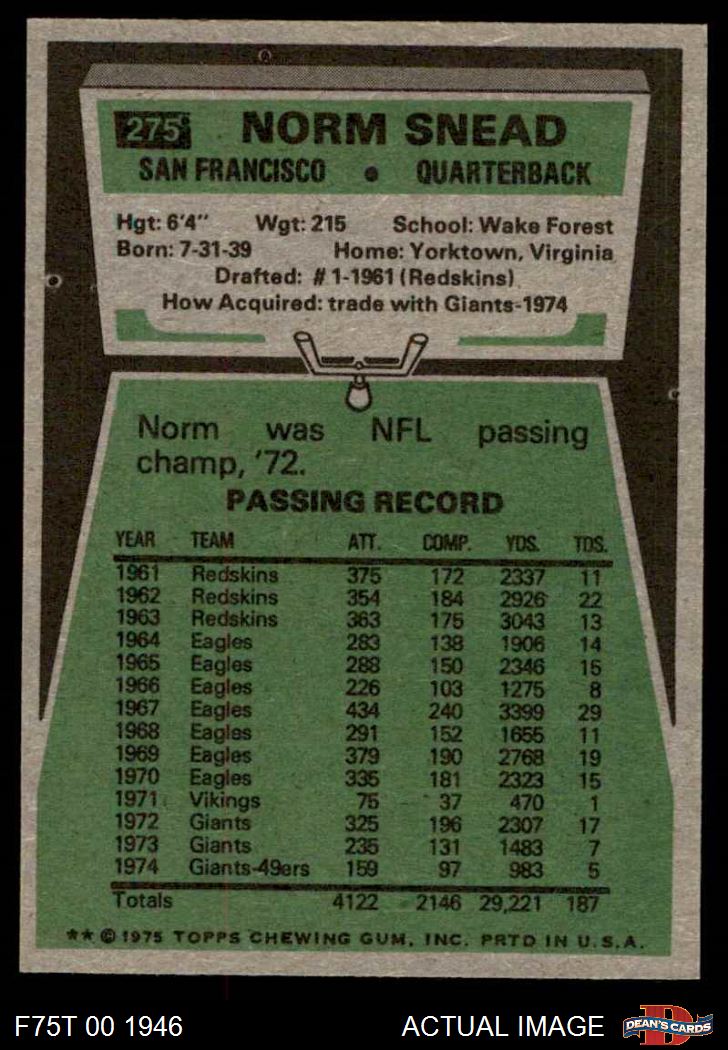 275 NORM SNEAD
SAN FRANCISCO • QUARTERBACK
Hgt: 6'4" Wgt: 215 School: Wake Forest
Born: 7-31-39 Home: Yorktown, Virginia
Drafted: #1-1961 (Redskins)
How Acquired: trade with Giants-1974
Norm was NFL passing
champ, '72.
PASSING RECORD
YEAR TEAM ATT. COMP. YDS. TDS.
1961 Redskins 375 172 2337 11
1962 Redskins 354 184 2926 22
1963 Redskins 363 175 3043 13
1964 Eagles 283 138 1906 14
1965 Eagles 288 150 2346 15
1966 Eagles 226 103 1275 8
1967 Eagles 434 240 3399 29
1968 Eagles 291 152 1655 11
1969 Eagles 379 190 2768 19
1970 Eagles 335 181 2323 15
1971 Vikings 75 37 470 1
1972 Giants 325 196 2307 17
1973 Giants 235 131 1483 7
1974 Giants-49ers 159 97 983 5
Totals 4122 2146 29,221 187
** © 1975 TOPPS CHEWING GUM, INC. PRTD IN U.S.A.
F75T 00 1946 ACTUAL IMAGE D DEAN'S CARDS